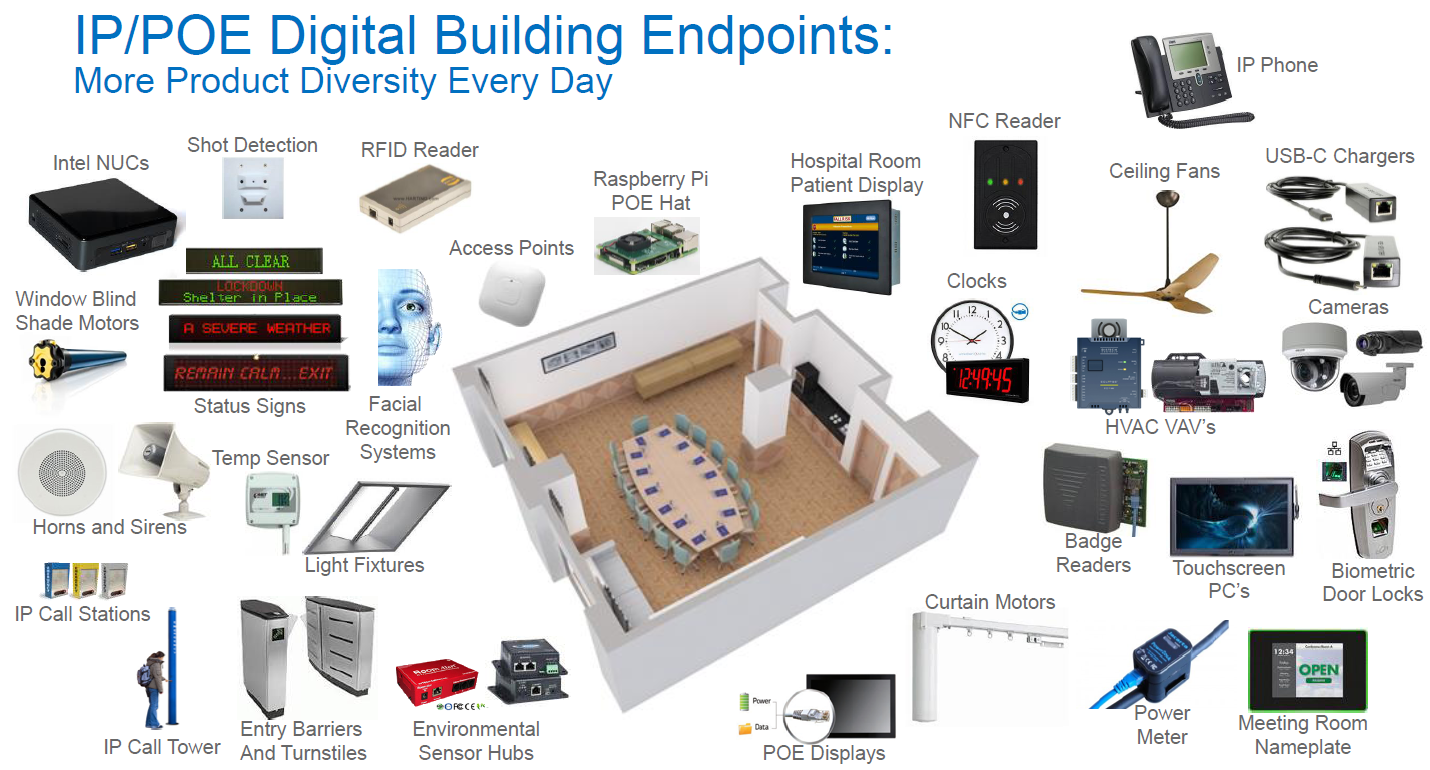 IP/POE Digital Building Endpoints:
More Product Diversity Every Day
IP Phone
NFC Reader
Shot Detection
RFID Reader
Intel NUCs
Hospital Room
Patient Display
USB-C Chargers
Ceiling Fans
Raspberry Pi
POE Hat
Access Points
ALL CLEAR
LOCKDOWN
Shelter in Place
A SEVERE WEATHER
REMAIN CALM...EXIT
Status Signs
Window Blind
Shade Motors
Clocks
12:49:45
Cameras
Facial
Recognition
Systems
HVAC VAV's
Temp Sensor
Horns and Sirens
Light Fixtures
Badge
Readers
Touchscreen
PC's
Biometric
Door Locks
IP Call Stations
Curtain Motors
IP Call Tower
Entry Barriers
And Turnstiles
Room Alert
Environmental
Sensor Hubs
Power
Data
POE Displays
Power
Meter
12:34
OPEN
Meeting Room
Nameplate